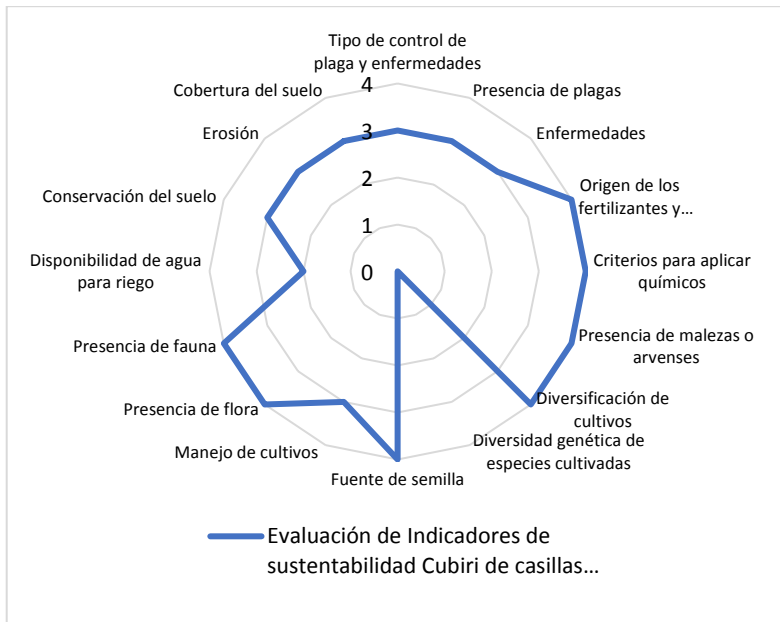 Tipo de control de
plaga y enfermedades
Presencia de plagas
Enfermedades
Origen de los
fertilizantes y...
Criterios para aplicar
químicos
Presencia de malezas o
arvenses
Diversificación de
cultivos
Diversidad genética de
especies cultivadas
Fuente de semilla
Manejo de cultivos
Presencia de flora
Presencia de fauna
Disponibilidad de agua
para riego
Conservación del suelo
Erosión
Cobertura del suelo
4
3
2
1
0
Evaluación de Indicadores de
sustentabilidad Cubiri de casillas...